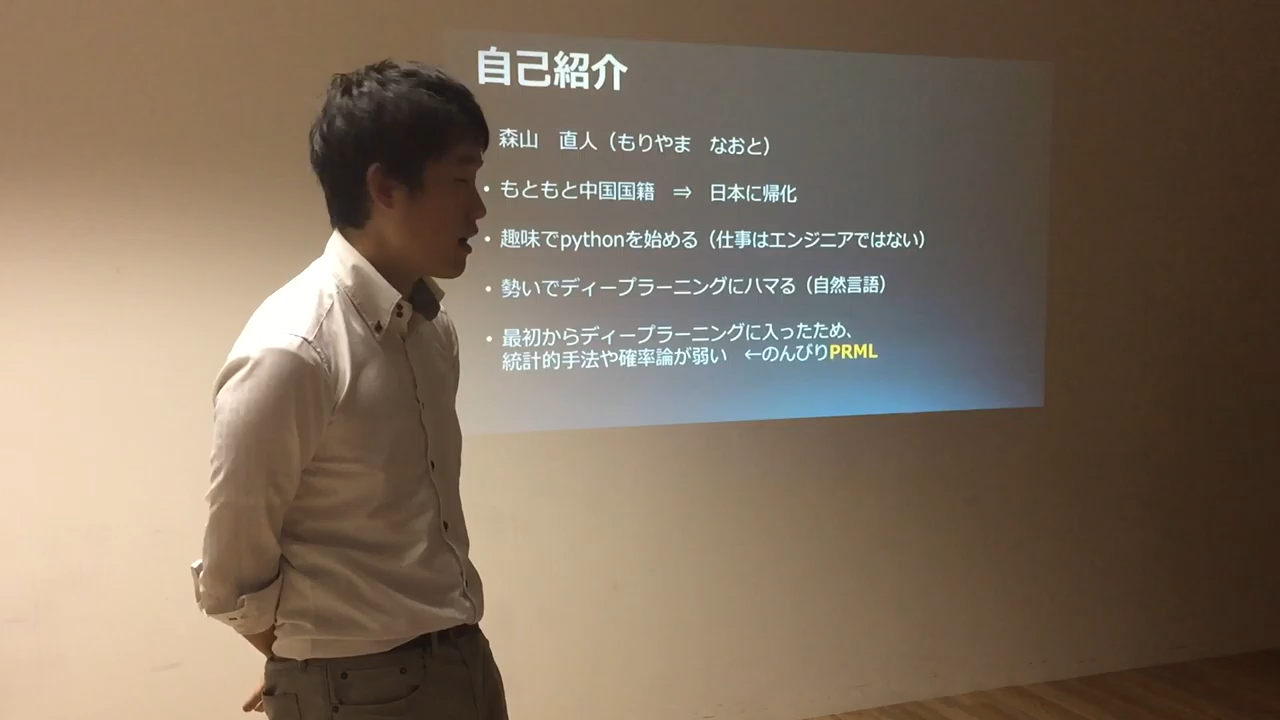 自己紹介
森山　直人（もりやま　なおと）
• もともと中国国籍　⇒　日本に帰化
• 趣味でpythonを始める（仕事はエンジニアではない）
• 勢いでディープラーニングにハマる（自然言語）
• 最初からディープラーニングに入ったため、
統計的手法や確率論が弱い　←のんびりPRML